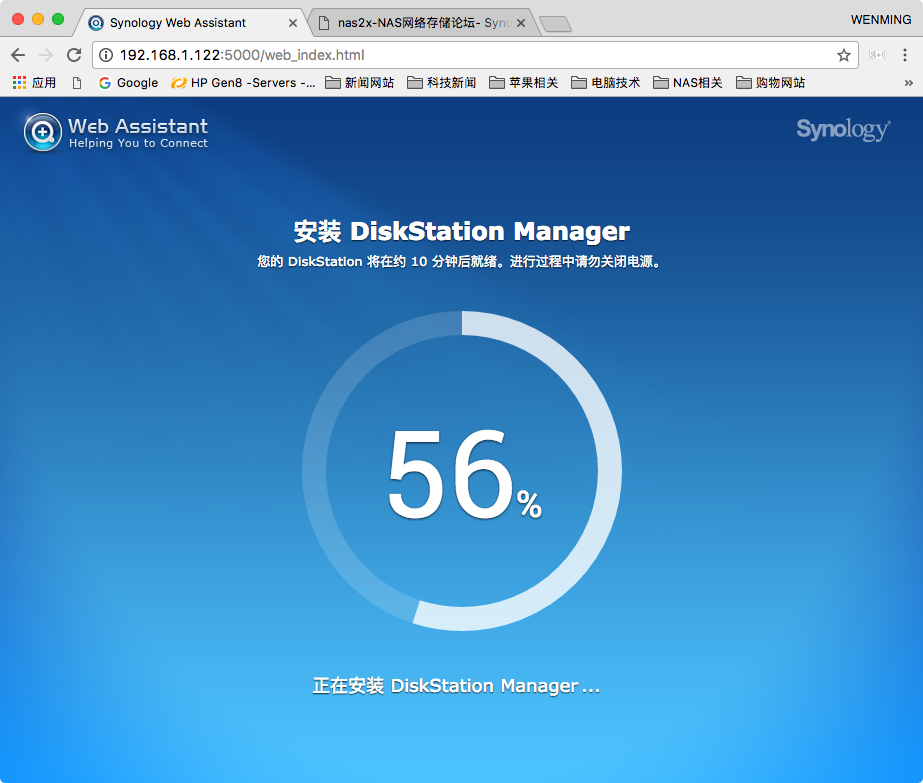 Synology Web Assistant
nas2x-NAS网络存储论坛- Syno
WENMING
192.168.1.122:5000/web_index.html
应用
Google
HP Gen8 -Servers -...
新闻网站
科技新闻
苹果相关
电脑技术
NAS相关
购物网站
Web Assistant
Helping You to Connect
Synology
安装 DiskStation Manager
您的 DiskStation 将在约 10 分钟后就绪。进行过程中请勿关闭电源。
56%
正在安装 DiskStation Manager ...